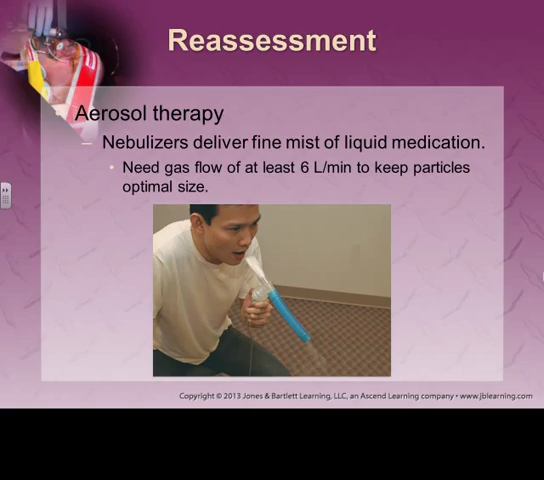 Reassessment
Aerosol therapy
– Nebulizers deliver fine mist of liquid medication.
• Need gas flow of at least 6 L/min to keep particles
optimal size.
Copyright © 2013 Jones & Bartlett Learning, LLC, an Ascend Learning company • www.jblearning.com